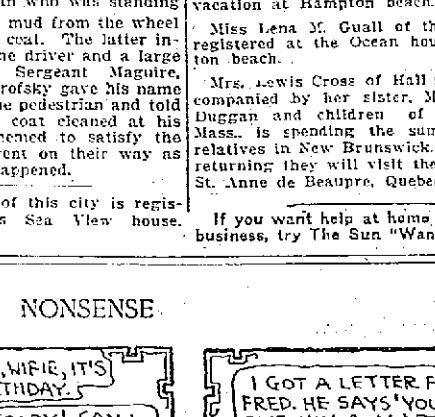 who was standing
mud from the wheel
coat. The latter in-
e driver and a large
Sergeant Maguire.
rofsky gave his name
e pedestrian and told
coat cleaned at his
emed to satisfy the
ent on their way as
appened.
of this city is regis-
s Sea View house.
vacation at Hampton beach.
Miss Lena M. Guall of th
registered at the Ocean hou
ton beach.
Mrs. Lewis Cross of Hall s
companied by her sister, M
Duggan and children of
Mass., is spending the sum
relatives in New Brunswick.
returning they will visit the
St. Anne de Beaupre, Quebe
If you want help at home
business, try The Sun "Wan
NONSENSE
, WIFIE, IT'S
THDAY.
I GOT A LETTER F
FRED. HE SAYS 'YOU